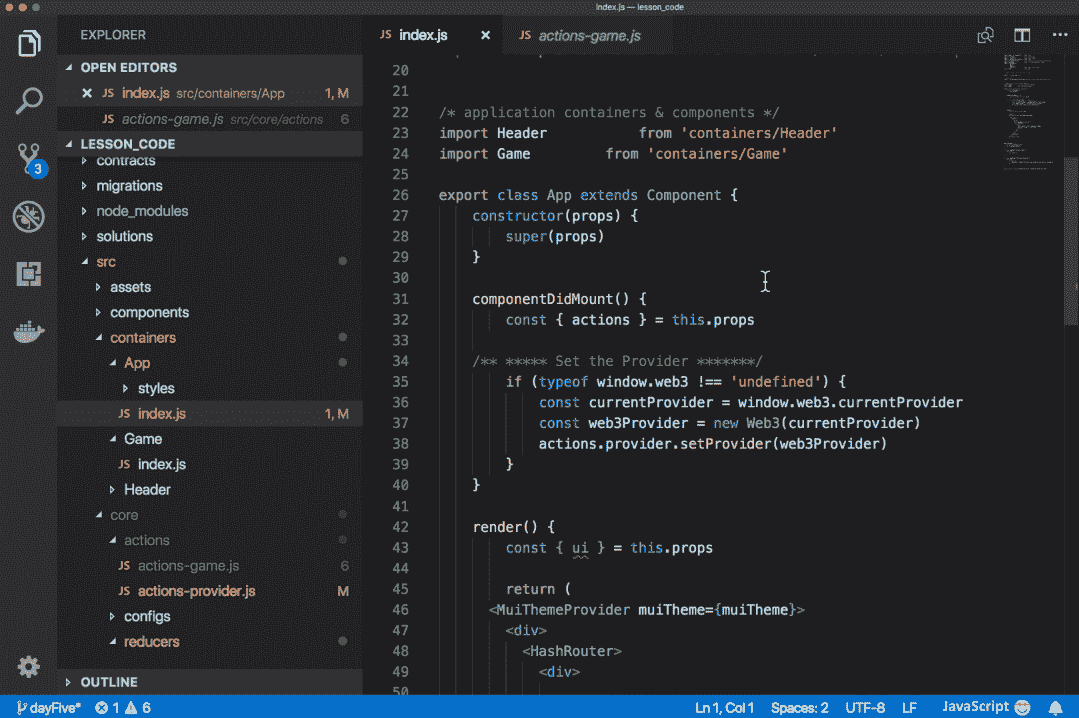 index.js — lesson_code
EXPLORER
OPEN EDITORS
JS index.js src/containers/App 1, M
JS actions-game.js src/core/actions 6
LESSON_CODE
contracts
migrations
node_modules
solutions
src
assets
components
containers
App
styles
JS index.js 1, M
Game
JS index.js
Header
core
actions
JS actions-game.js 6
JS actions-provider.js M
configs
reducers
OUTLINE
3
JS index.js
JS actions-game.js
20
21
22 /* application containers & components */
23 import Header from 'containers/Header'
24 import Game from 'containers/Game'
25
26 export class App extends Component {
27 constructor(props) {
28 super(props)
29 }
30
31 componentDidMount() {
32 const { actions } = this.props
33
34 /** ***** Set the Provider *******/
35 if (typeof window.web3 !== 'undefined') {
36 const currentProvider = window.web3.currentProvider
37 const web3Provider = new Web3(currentProvider)
38 actions.provider.setProvider(web3Provider)
39 }
40 }
41
42 render() {
43 const { ui } = this.props
44
45 return (
46 <MuiThemeProvider muiTheme={muiTheme}>
47 <div>
48 <HashRouter>
49 <div>
50
dayFive* 1 6 Ln 1, Col 1 Spaces: 2 UTF-8 LF JavaScript